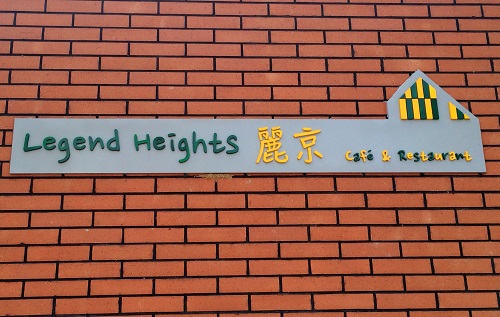 Legend Heights 麗京 Café & Restaurant